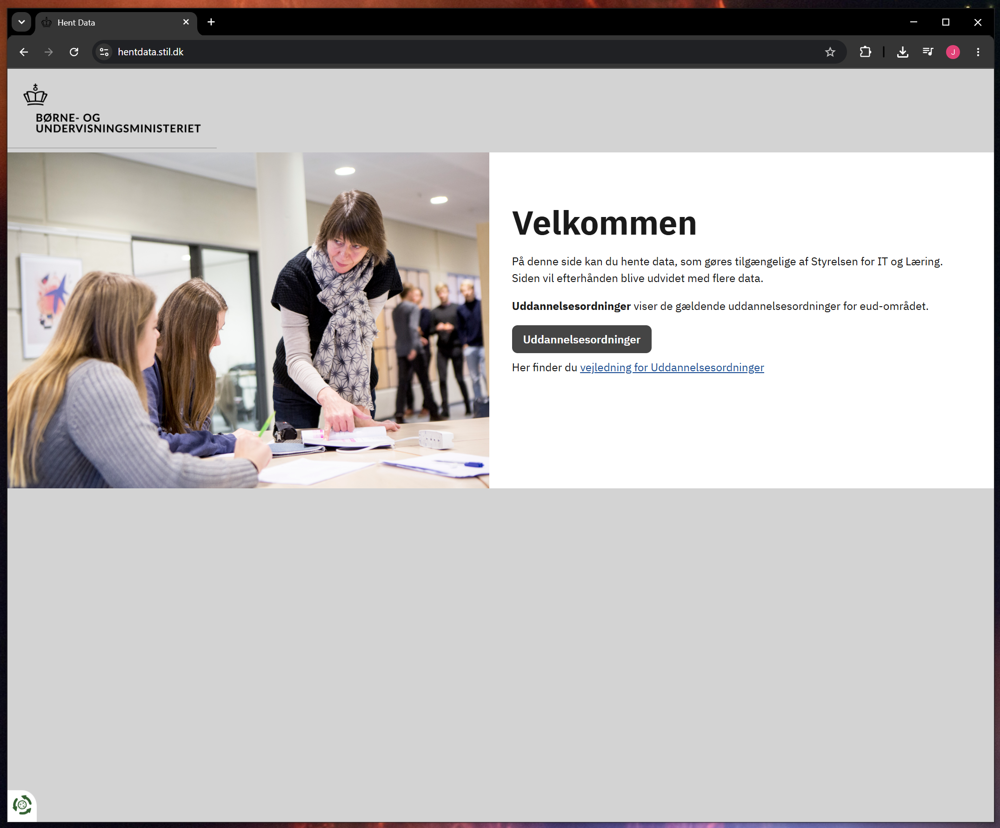 Hent Data
hentdata.stil.dk
J
BØRNE- OG
UNDERVISNINGSMINISTERIET
Velkommen
På denne side kan du hente data, som gøres tilgængelige af Styrelsen for IT og Læring.
Siden vil efterhånden blive udvidet med flere data.
Uddannelsesordninger viser de gældende uddannelsesordninger for eud-området.
Uddannelsesordninger
Her finder du vejledning for Uddannelsesordninger